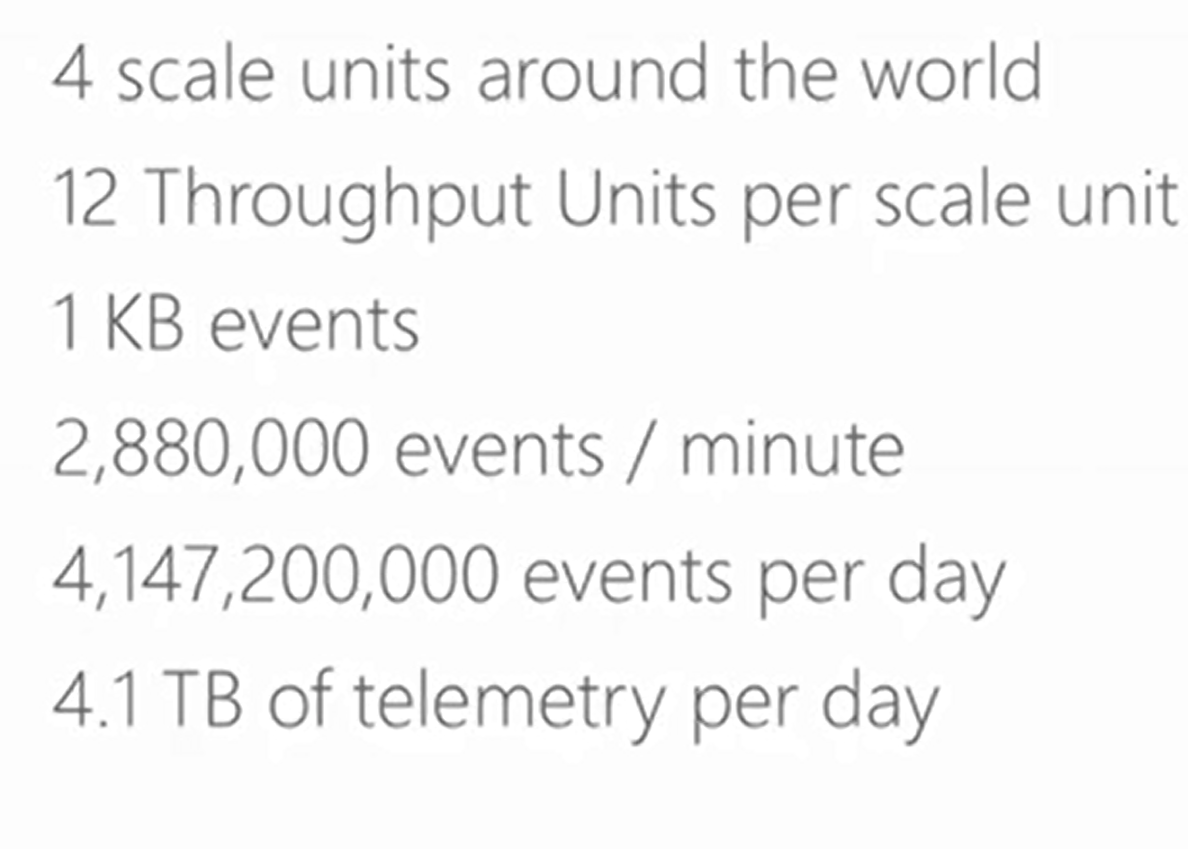 4 scale units around the world
12 Throughput Units per scale unit
1 KB events
2,880,000 events / minute
4,147,200,000 events per day
4.1 TB of telemetry per day